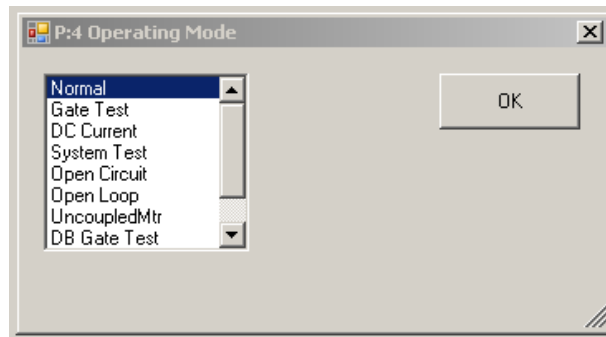 P:4 Operating Mode
Normal
OK
Gate Test
DC Current
System Test
Open Circuit
Open Loop
UncoupledMtr
DB Gate Test